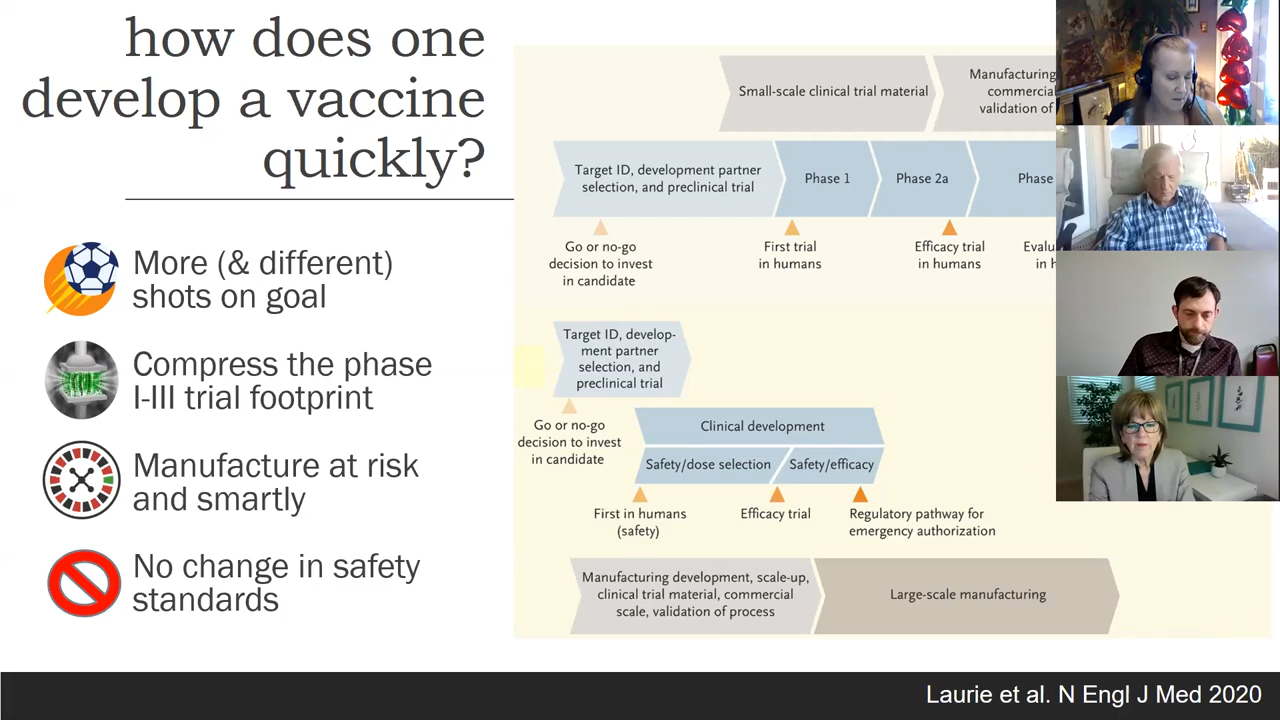 how does one
develop a vaccine
quickly?
More (& different)
shots on goal
Compress the phase
I-III trial footprint
Manufacture at risk
and smartly
No change in safety
standards
Small-scale clinical trial material
Manufacturing
commercial
validation of
Target ID, development partner
selection, and preclinical trial
Phase 1
Phase 2a
Phase
Go or no-go
decision to invest
in candidate
First trial
in humans
Efficacy trial
in humans
in h
Target ID, develop-
ment partner
selection, and
preclinical trial
Go or no-go
decision to invest
in candidate
Clinical development
Safety/dose selection
Safety/efficacy
First in humans
(safety)
Efficacy trial
Regulatory pathway for
emergency authorization
Manufacturing development, scale-up,
clinical trial material, commercial
scale, validation of process
Large-scale manufacturing
Laurie et al. N Engl J Med 2020